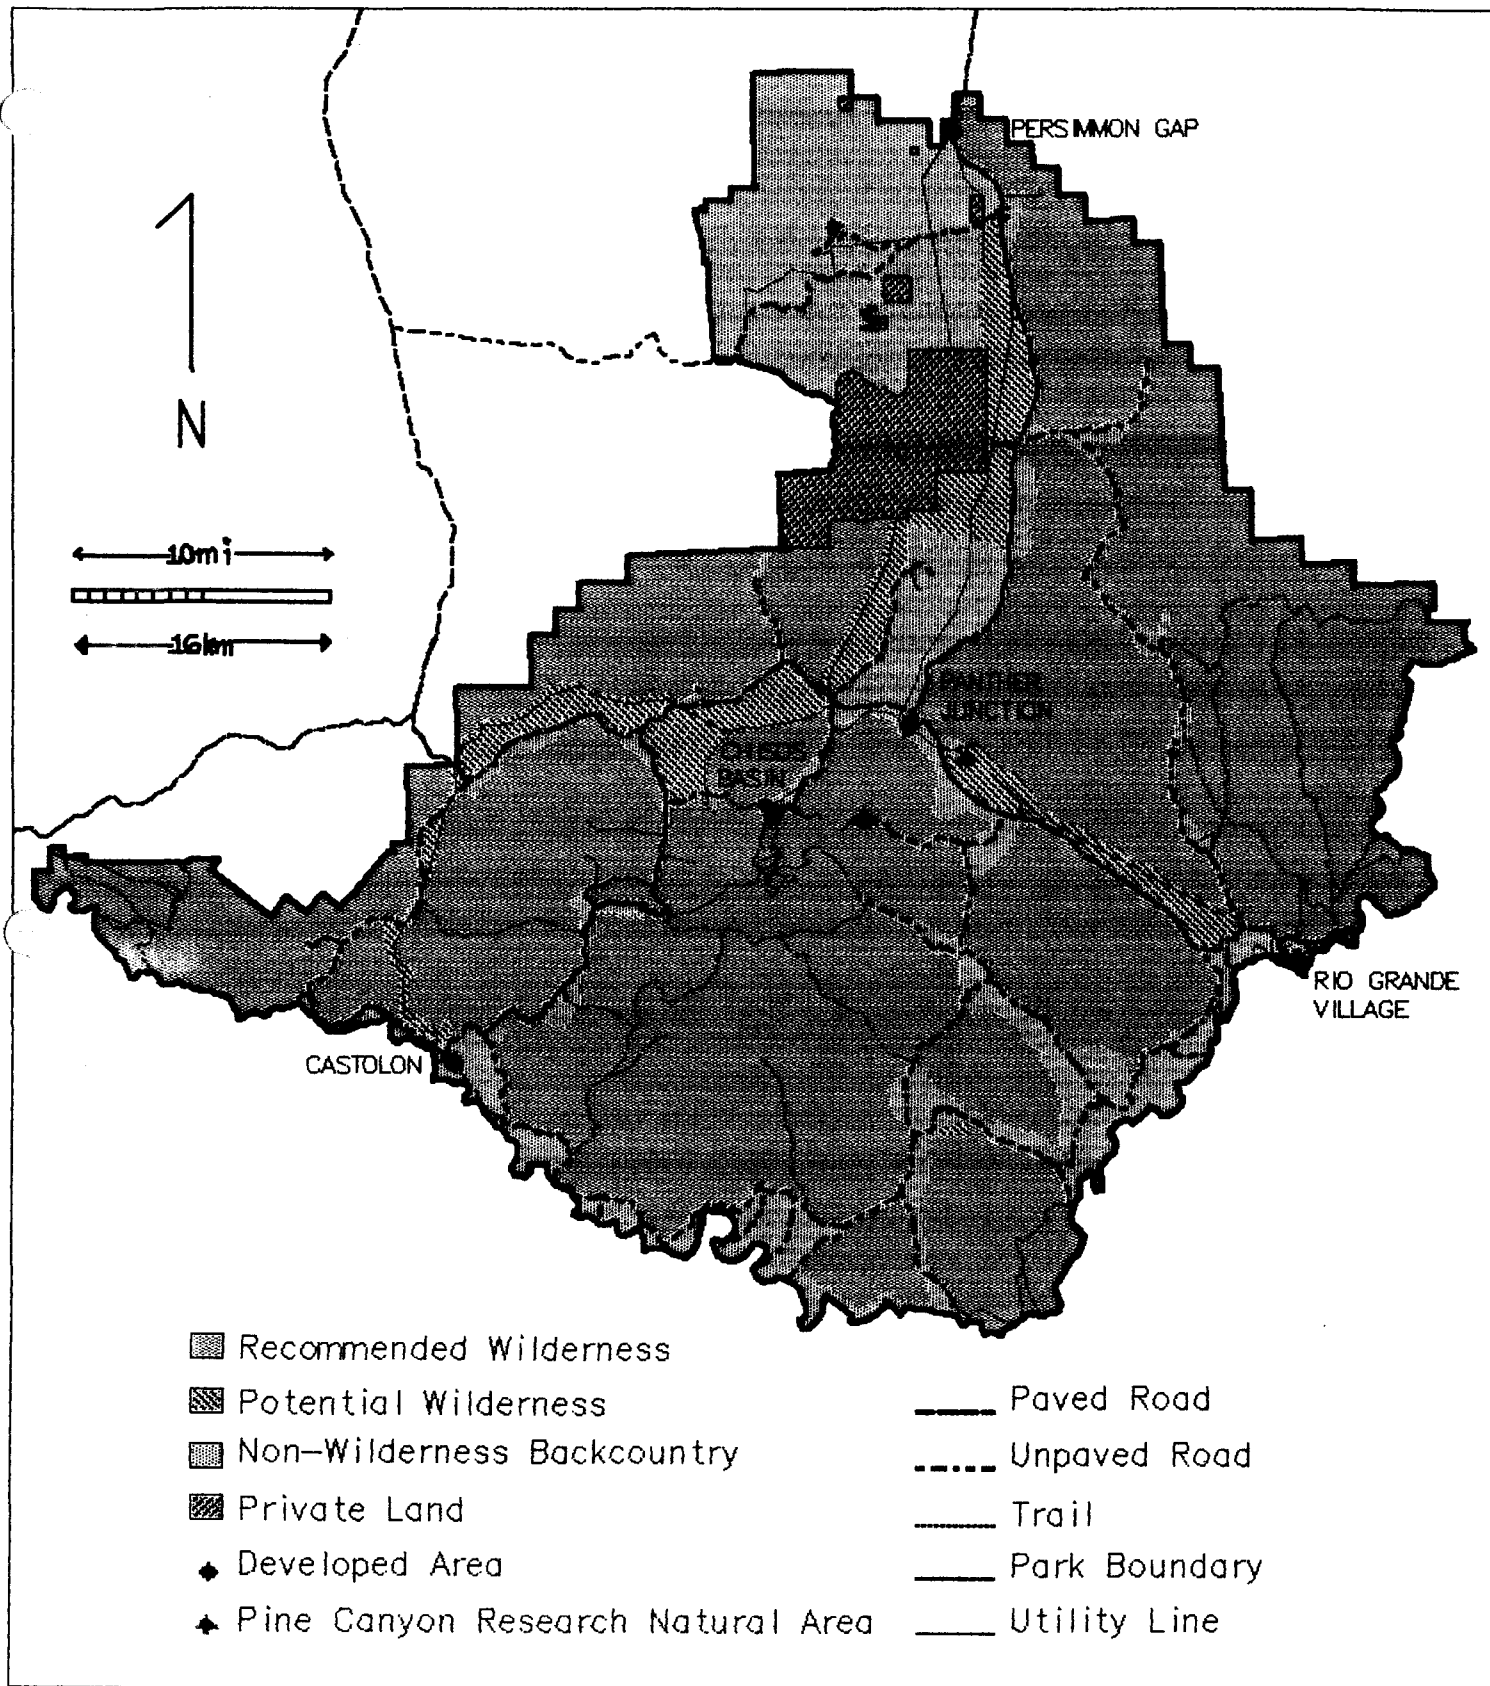 PERSIMMON GAP
N
10mi
16km
PANTHER
JUNCTION
CHISOS
BASIN
RIO GRANDE
VILLAGE
CASTOLON
Recommended Wilderness
Potential Wilderness
Non-Wilderness Backcountry
Private Land
Developed Area
Pine Canyon Research Natural Area
Paved Road
Unpaved Road
Trail
Park Boundary
Utility Line